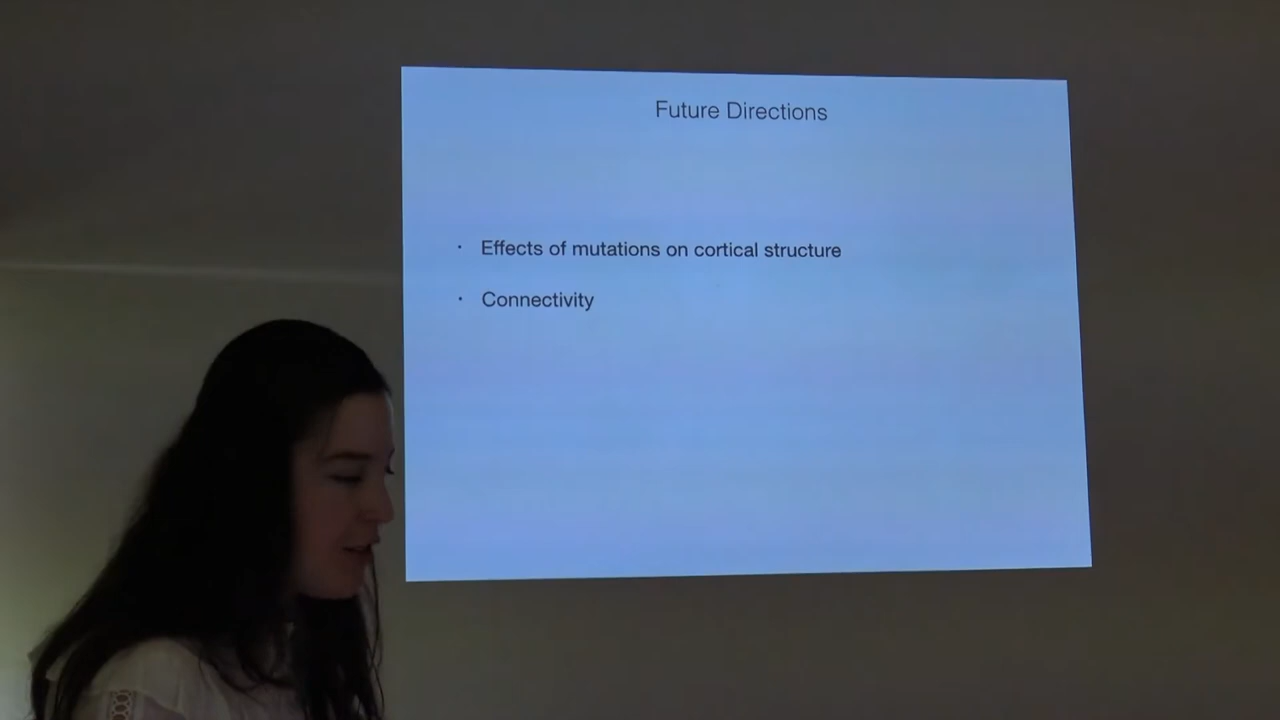 Future Directions
· Effects of mutations on cortical structure
· Connectivity